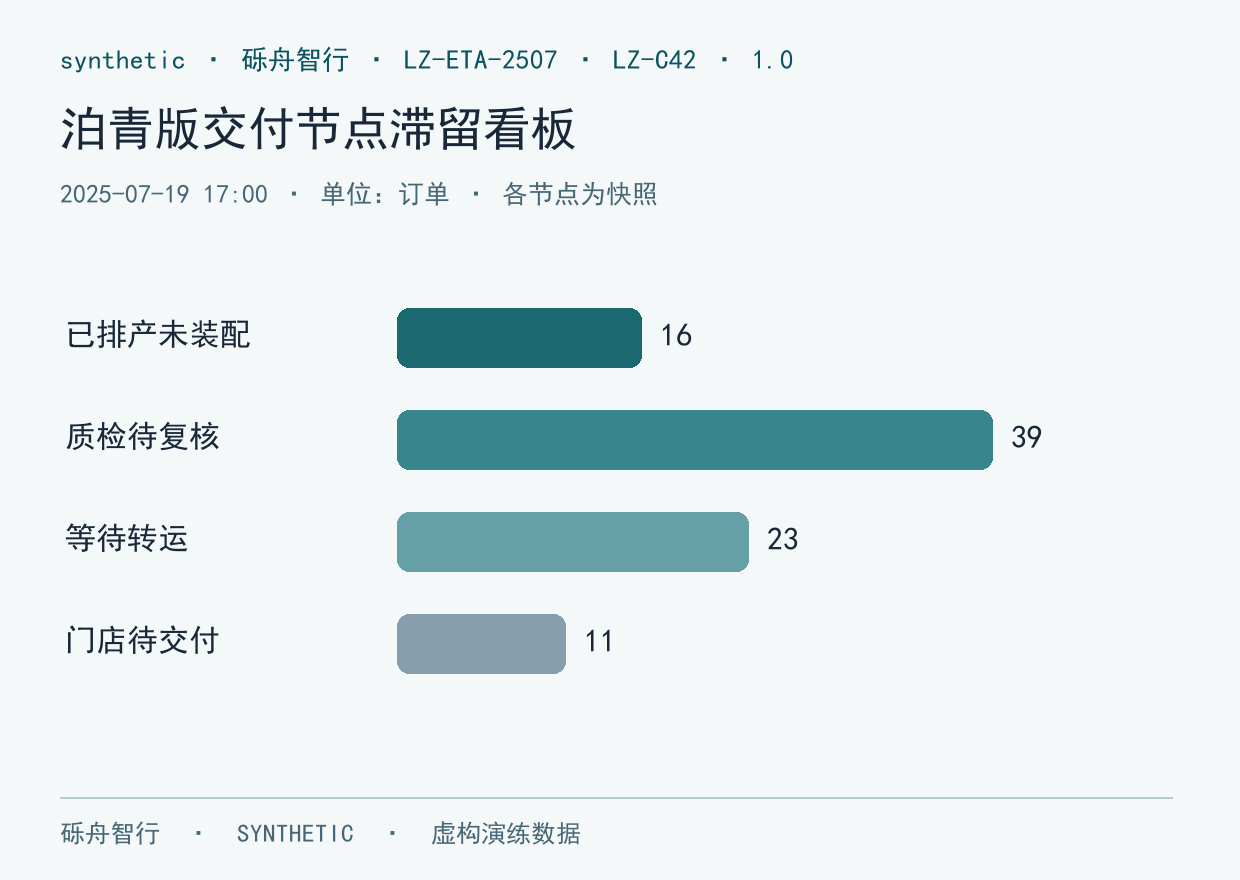 synthetic · 砾舟智行 · LZ-ETA-2507 · LZ-C42 · 1.0
泊青版交付节点滞留看板
2025-07-19 17:00 · 单位：订单 · 各节点为快照
已排产未装配 16
质检待复核 39
等待转运 23
门店待交付 11
砾舟智行 · SYNTHETIC · 虚构演练数据